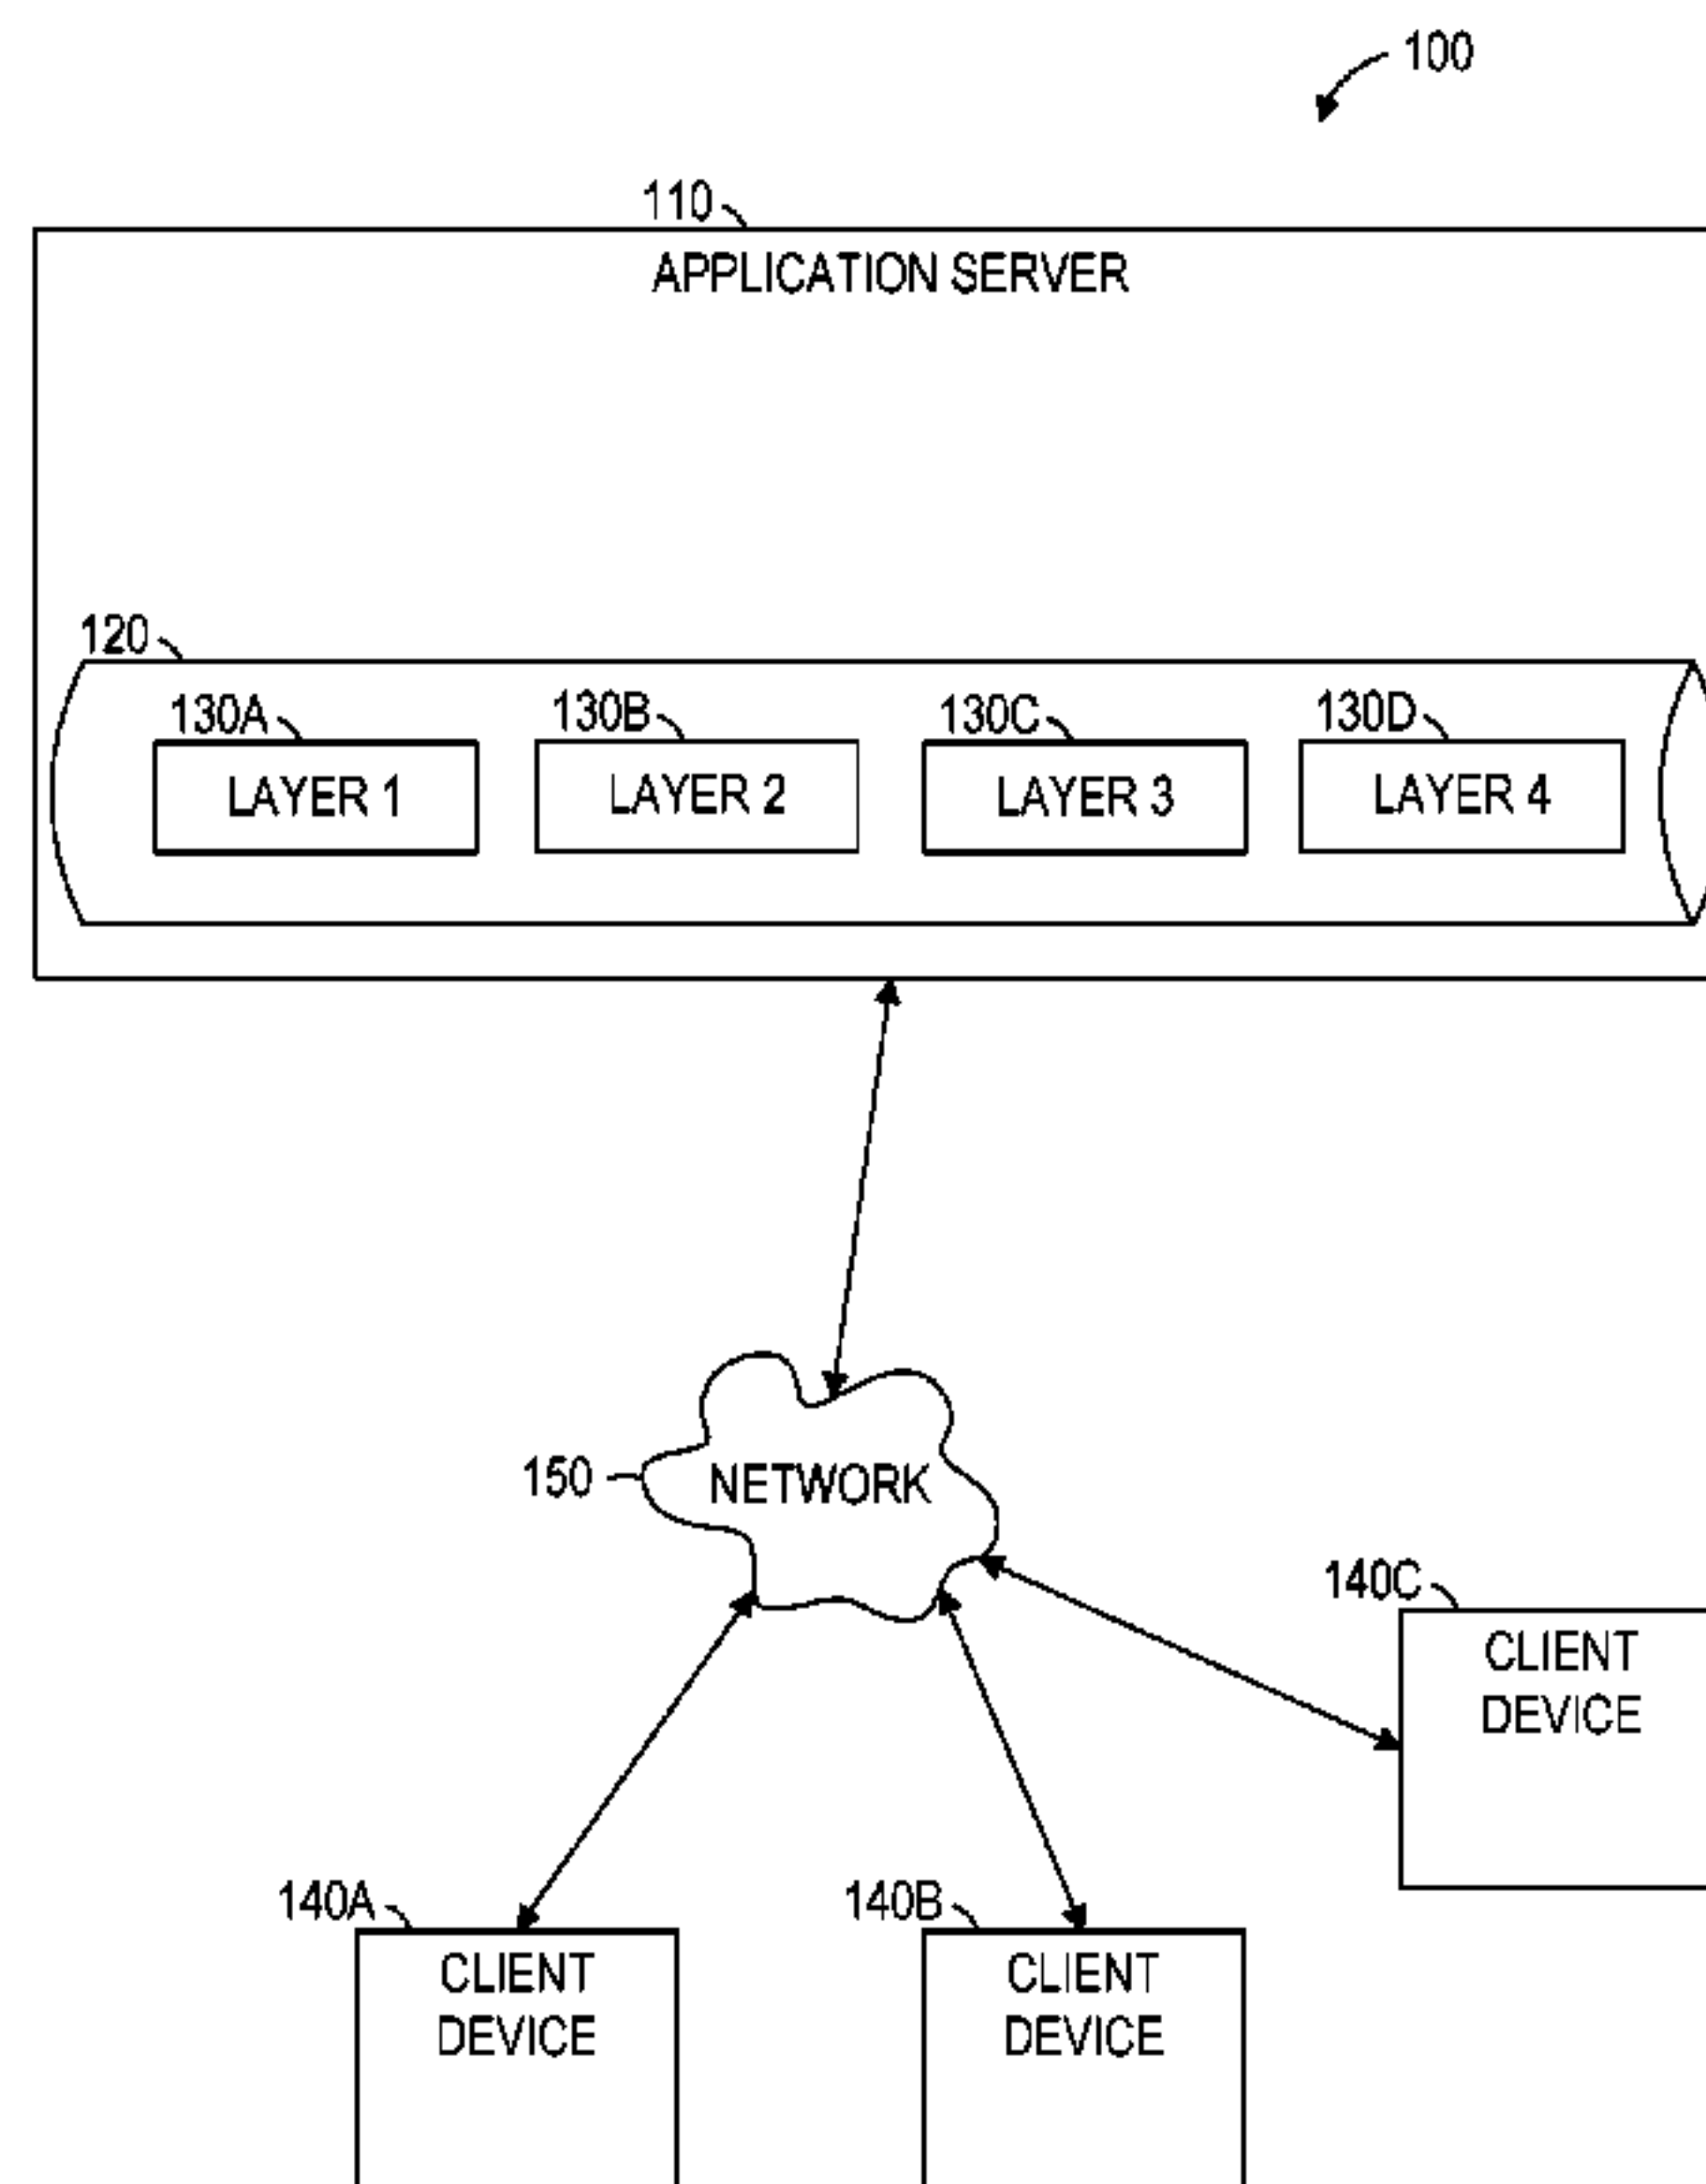 100
110
APPLICATION SERVER
120
130A
130B
130C
130D
LAYER 1
LAYER 2
LAYER 3
LAYER 4
150
NETWORK
140C
CLIENT
DEVICE
140A
140B
CLIENT
DEVICE
CLIENT
DEVICE